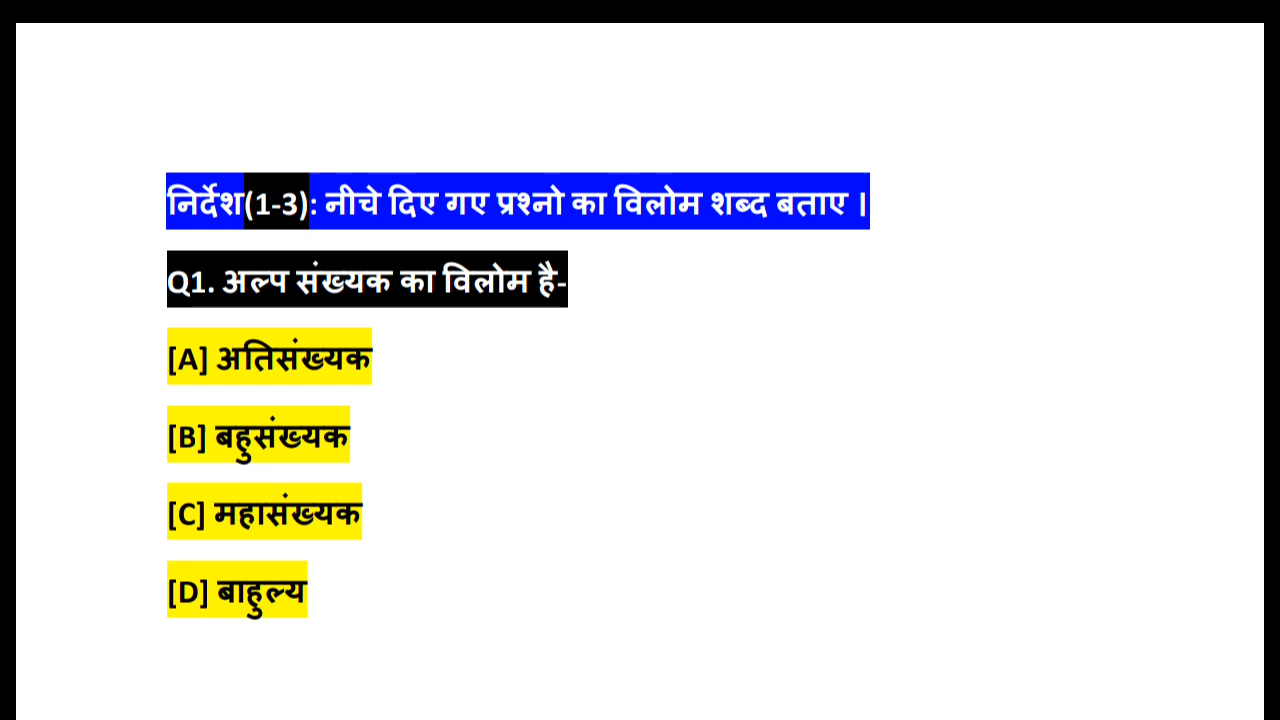 निर्देश(1-3): नीचे दिए गए प्रश्नो का विलोम शब्द बताए ।
Q1. अल्प संख्यक का विलोम है-
[A] अतिसंख्यक
[B] बहुसंख्यक
[C] महासंख्यक
[D] बाहुल्य